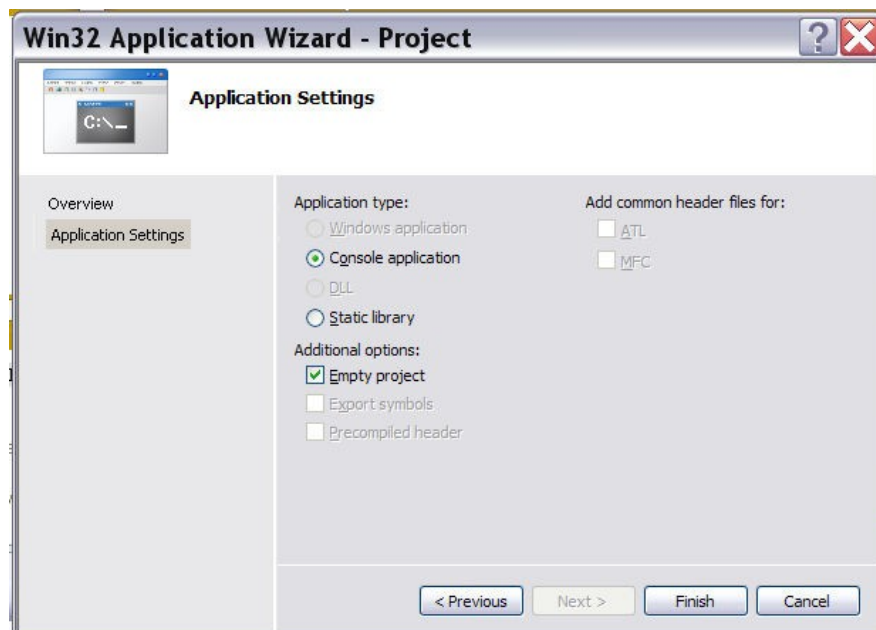 Win32 Application Wizard - Project
?
C:\_
Application Settings
Overview
Application Settings
Application type:
Windows application
Console application
DLL
Static library
Additional options:
Empty project
Export symbols
Precompiled header
Add common header files for:
ATL
MFC
< Previous
Next >
Finish
Cancel